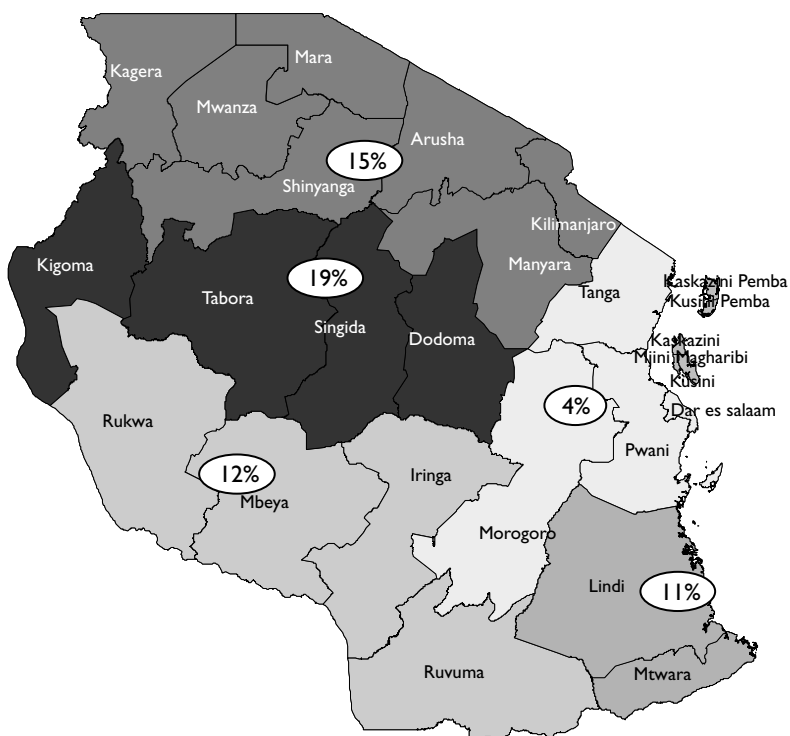 Mara
Kagera
Mwanza
Arusha
15%
Shinyanga
Kilimanjaro
Kigoma
Manyara
19%
Tabora
Tanga
Kaskazini Pemba
Kusini Pemba
Singida
Dodoma
Kaskazini
Mjini Magharibi
Kusini
4%
Dar es salaam
Rukwa
Pwani
12%
Iringa
Mbeya
Morogoro
Lindi
11%
Ruvuma
Mtwara